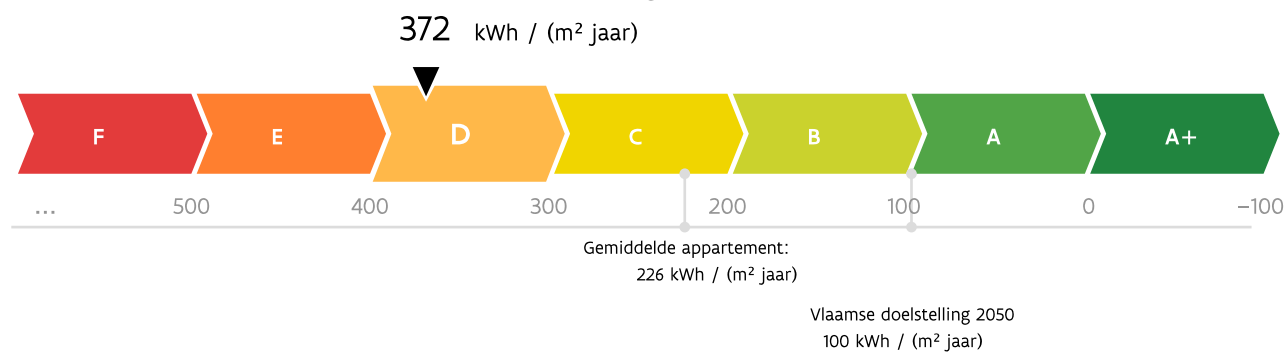 372 kWh / (m² jaar)
F E D C B A A+
... 500 400 300 200 100 0 −100
Gemiddelde appartement:
226 kWh / (m² jaar)
Vlaamse doelstelling 2050
100 kWh / (m² jaar)